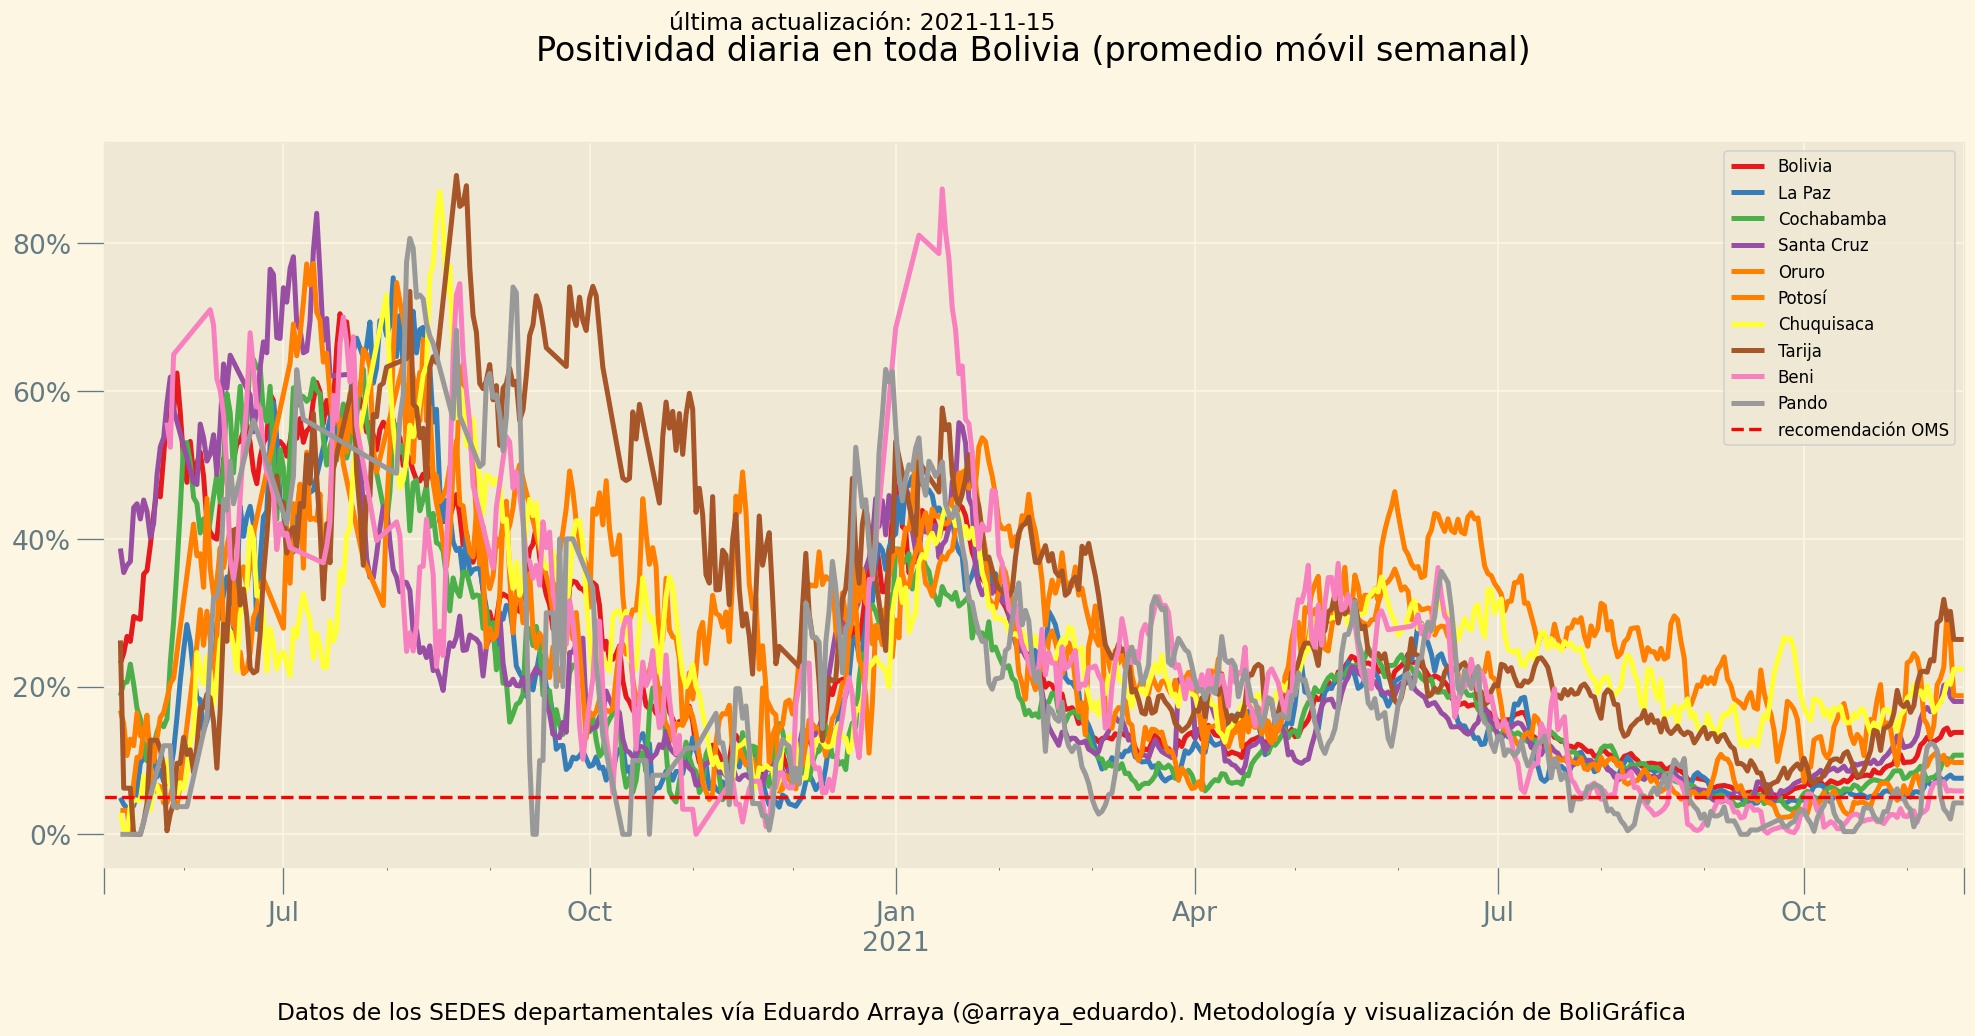 última actualización: 2021-11-15
Positividad diaria en toda Bolivia (promedio móvil semanal)
Bolivia
La Paz
Cochabamba
Santa Cruz
Oruro
Potosí
Chuquisaca
Tarija
Beni
Pando
recomendación OMS
80%
60%
40%
20%
0%
Jul
Oct
Jan
2021
Apr
Jul
Oct
Datos de los SEDES departamentales vía Eduardo Arraya (@arraya_eduardo). Metodología y visualización de BoliGráfica